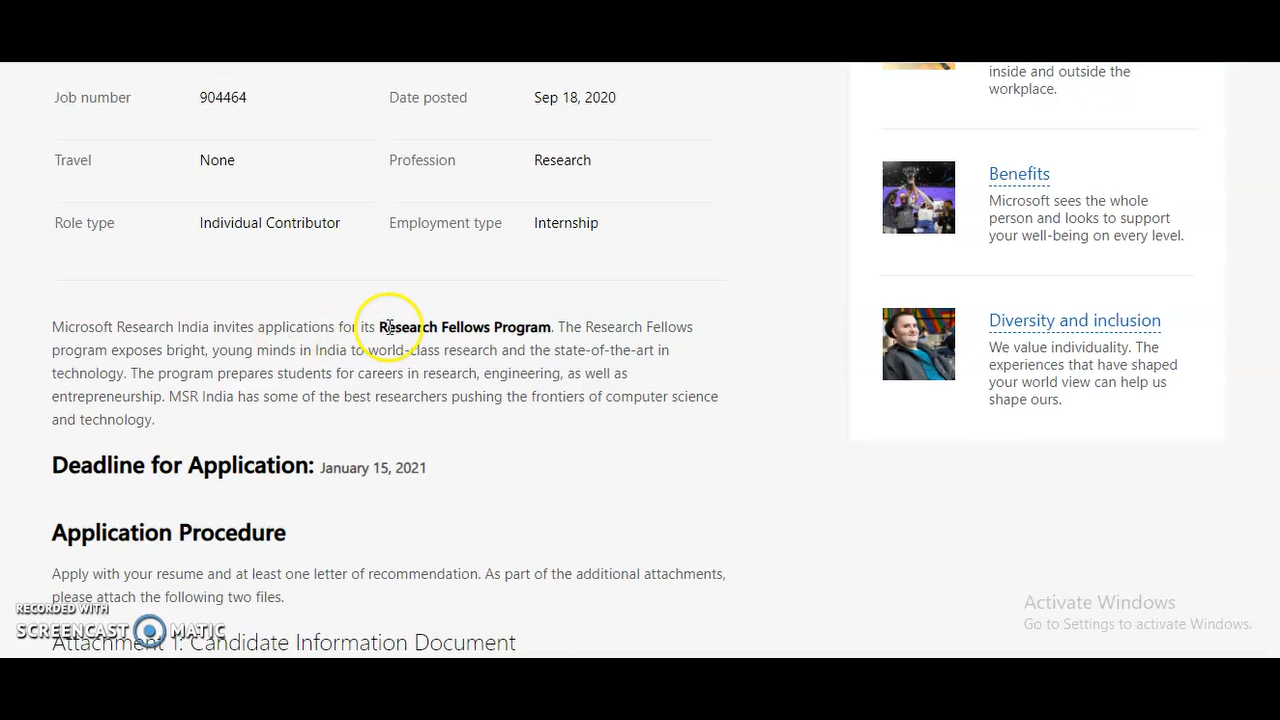 Job number 904464 Date posted Sep 18, 2020
Travel None Profession Research
Role type Individual Contributor Employment type Internship
Microsoft Research India invites applications for its Research Fellows Program. The Research Fellows
program exposes bright, young minds in India to world-class research and the state-of-the-art in
technology. The program prepares students for careers in research, engineering, as well as
entrepreneurship. MSR India has some of the best researchers pushing the frontiers of computer science
and technology.
Deadline for Application: January 15, 2021
Application Procedure
Apply with your resume and at least one letter of recommendation. As part of the additional attachments,
please attach the following two files.
Attachment 1: Candidate Information Document
inside and outside the
workplace.
Benefits
Microsoft sees the whole
person and looks to support
your well-being on every level.
Diversity and inclusion
We value individuality. The
experiences that have shaped
your world view can help us
shape ours.
Activate Windows
Go to Settings to activate Windows.
RECORDED WITH
SCREENCAST MATIC